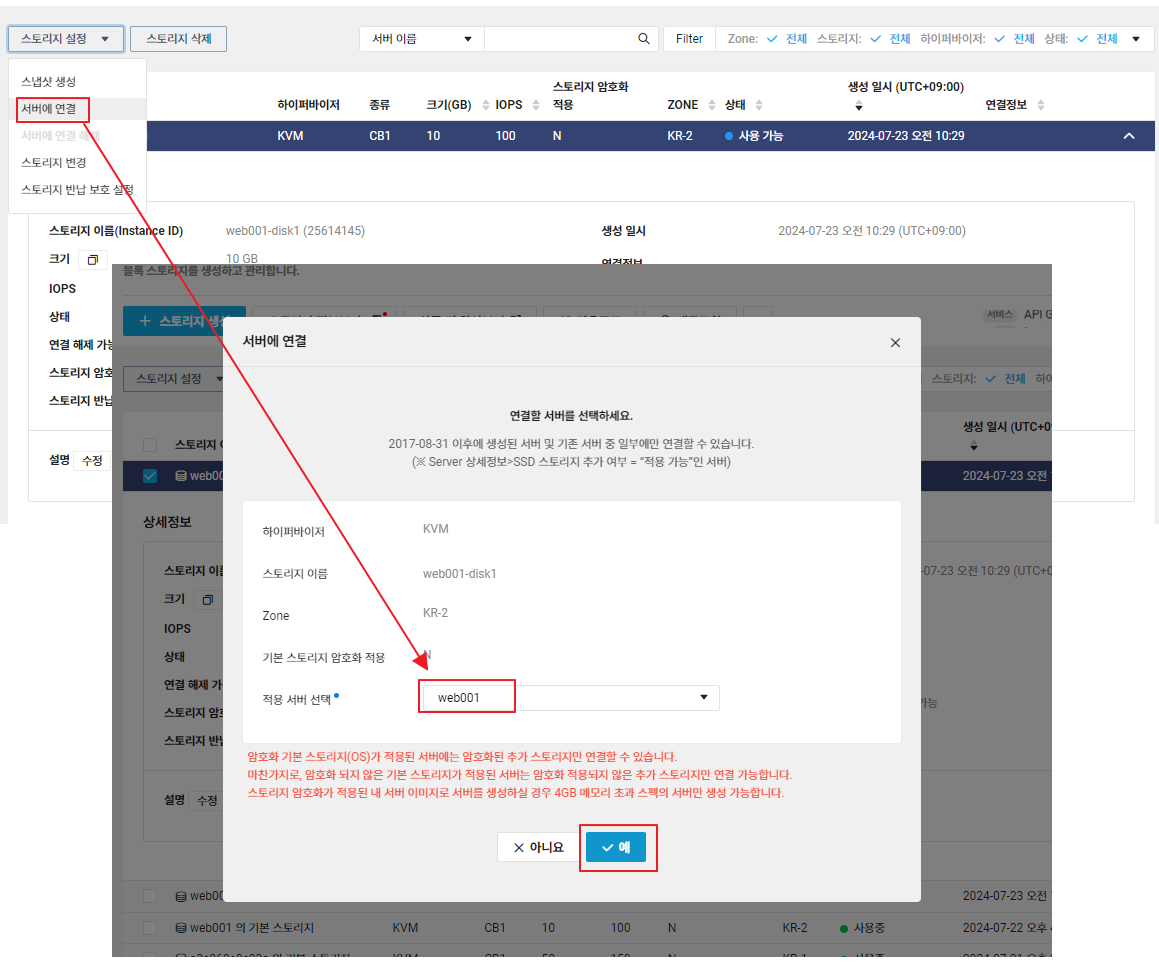 스토리지 설정
스토리지 삭제
서버 이름
Filter
Zone: 전체 스토리지: 전체 하이퍼바이저: 전체 상태: 전체
스냅샷 생성
서버에 연결
서버에 연결 해제
스토리지 변경
스토리지 반납 보호 설정
하이퍼바이저 종류 크기(GB) IOPS 스토리지 암호화 적용 ZONE 상태 생성 일시 (UTC+09:00) 연결정보
KVM CB1 10 100 N KR-2 사용 가능 2024-07-23 오전 10:29
스토리지 이름(Instance ID) web001-disk1 (25614145) 생성 일시 2024-07-23 오전 10:29 (UTC+09:00)
크기 10 GB 연결정보
IOPS
상태
연결 해제 가능
스토리지 암호
스토리지 반납
설명 수정
블록 스토리지를 생성하고 관리합니다.
스토리지 생성
서비스 API G
스토리지 설정
스토리지: 전체 하이
생성 일시 (UTC+09
스토리지
web00
2024-07-23 오전
상세정보
스토리지 이름
-07-23 오전 10:29 (UTC+0
크기
IOPS
상태
연결 해제 가
가능
스토리지 암호
스토리지 반납
설명 수정
서버에 연결
연결할 서버를 선택하세요.
2017-08-31 이후에 생성된 서버 및 기존 서버 중 일부에만 연결할 수 있습니다.
(※ Server 상세정보>SSD 스토리지 추가 여부 = “적용 가능”인 서버)
하이퍼바이저 KVM
스토리지 이름 web001-disk1
Zone KR-2
기본 스토리지 암호화 적용 N
적용 서버 선택 web001
암호화 기본 스토리지(OS)가 적용된 서버에는 암호화된 추가 스토리지만 연결할 수 있습니다.
마찬가지로, 암호화 되지 않은 기본 스토리지가 적용된 서버는 암호화 적용되지 않은 추가 스토리지만 연결 가능합니다.
스토리지 암호화가 적용된 내 서버 이미지로 서버를 생성하실 경우 4GB 메모리 초과 스펙의 서버만 생성 가능합니다.
아니요
예
web00 2024-07-23 오전
web001 의 기본 스토리지 KVM CB1 10 100 N KR-2 사용중 2024-07-22 오후